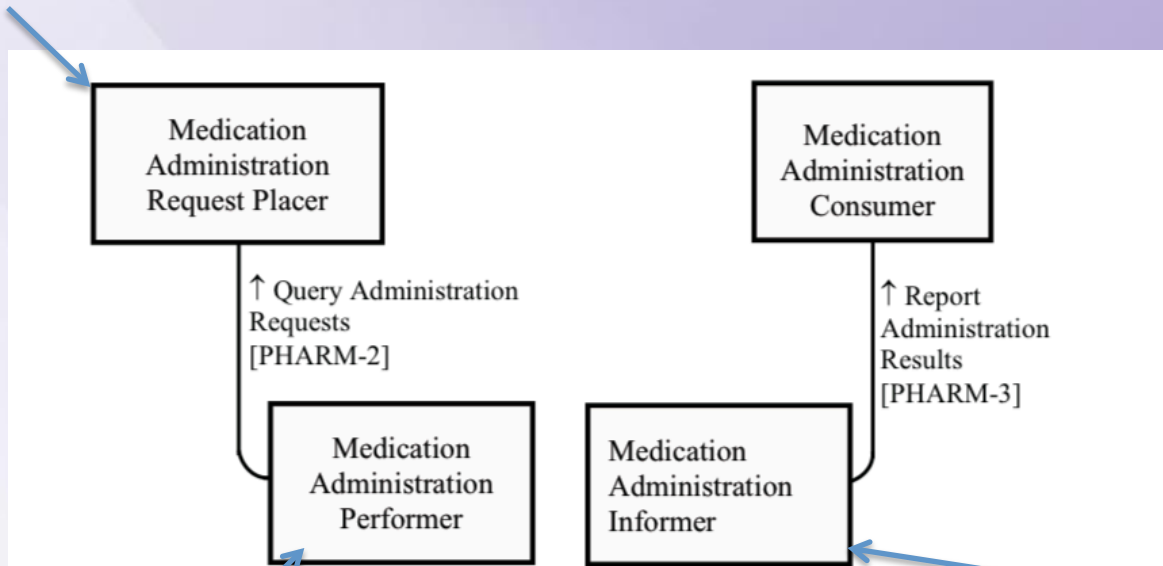 Medication
Administration
Request Placer
Medication
Administration
Consumer
↑ Query Administration
Requests
[PHARM-2]
↑ Report
Administration
Results
[PHARM-3]
Medication
Administration
Performer
Medication
Administration
Informer